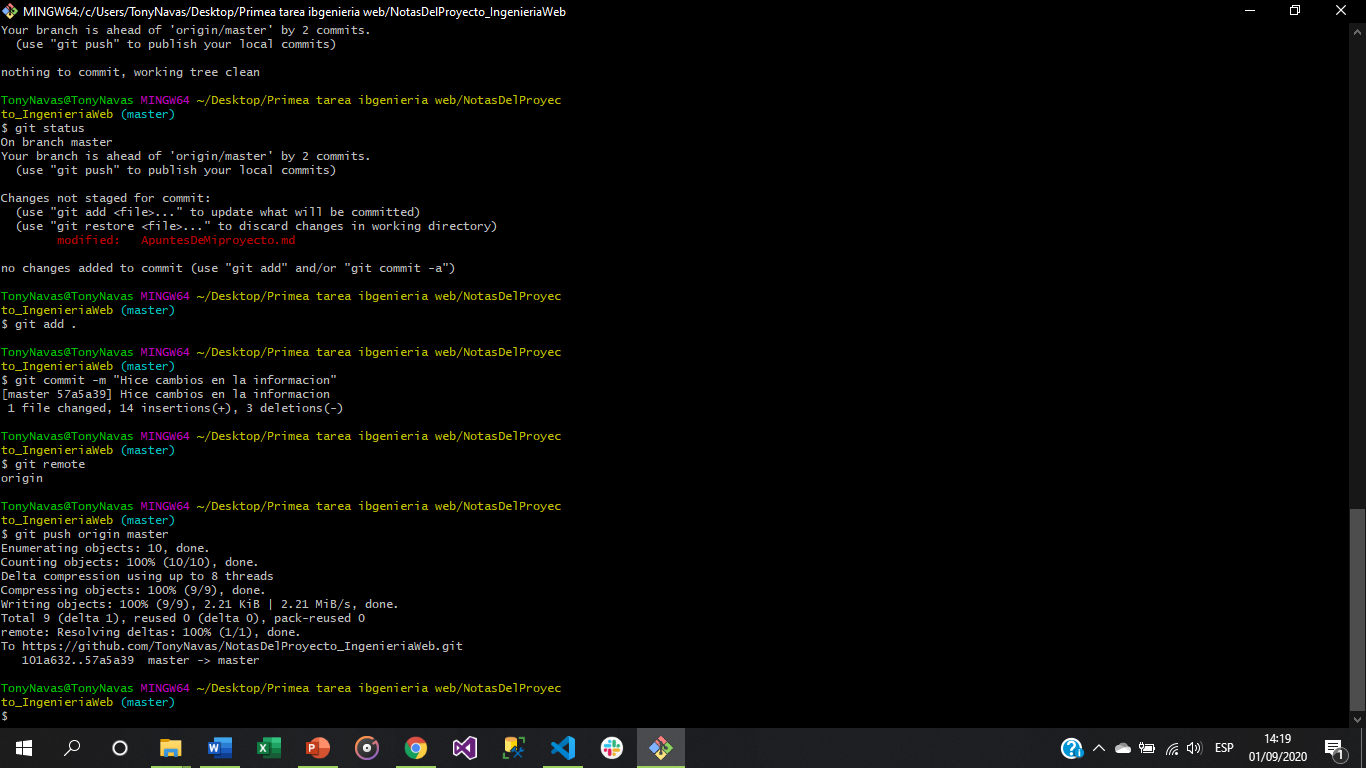 MINGW64:/c/Users/TonyNavas/Desktop/Primea tarea ibgenieria web/NotasDelProyecto_IngenieriaWeb
Your branch is ahead of 'origin/master' by 2 commits.
  (use "git push" to publish your local commits)
nothing to commit, working tree clean
TonyNavas@TonyNavas MINGW64 ~/Desktop/Primea tarea ibgenieria web/NotasDelProyec
to_IngenieriaWeb (master)
$ git status
On branch master
Your branch is ahead of 'origin/master' by 2 commits.
  (use "git push" to publish your local commits)
Changes not staged for commit:
  (use "git add <file>..." to update what will be committed)
  (use "git restore <file>..." to discard changes in working directory)
        modified:   ApuntesDeMiproyecto.md
no changes added to commit (use "git add" and/or "git commit -a")
TonyNavas@TonyNavas MINGW64 ~/Desktop/Primea tarea ibgenieria web/NotasDelProyec
to_IngenieriaWeb (master)
$ git add .
TonyNavas@TonyNavas MINGW64 ~/Desktop/Primea tarea ibgenieria web/NotasDelProyec
to_IngenieriaWeb (master)
$ git commit -m "Hice cambios en la informacion"
[master 57a5a39] Hice cambios en la informacion
 1 file changed, 14 insertions(+), 3 deletions(-)
TonyNavas@TonyNavas MINGW64 ~/Desktop/Primea tarea ibgenieria web/NotasDelProyec
to_IngenieriaWeb (master)
$ git remote
origin
TonyNavas@TonyNavas MINGW64 ~/Desktop/Primea tarea ibgenieria web/NotasDelProyec
to_IngenieriaWeb (master)
$ git push origin master
Enumerating objects: 10, done.
Counting objects: 100% (10/10), done.
Delta compression using up to 8 threads
Compressing objects: 100% (9/9), done.
Writing objects: 100% (9/9), 2.21 KiB | 2.21 MiB/s, done.
Total 9 (delta 1), reused 0 (delta 0), pack-reused 0
remote: Resolving deltas: 100% (1/1), done.
To https://github.com/TonyNavas/NotasDelProyecto_IngenieriaWeb.git
   101a632..57a5a39  master -> master
TonyNavas@TonyNavas MINGW64 ~/Desktop/Primea tarea ibgenieria web/NotasDelProyec
to_IngenieriaWeb (master)
$
ESP
14:19
01/09/2020
1